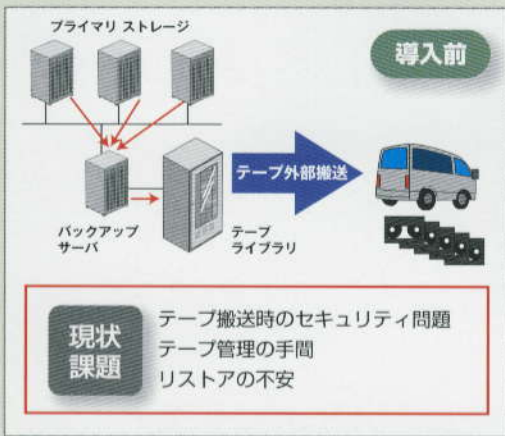 プライマリ ストレージ
導入前
テープ外部搬送
バックアップ
サーバ
テープ
ライブラリ
現状
課題
テープ搬送時のセキュリティ問題
テープ管理の手間
リストアの不安